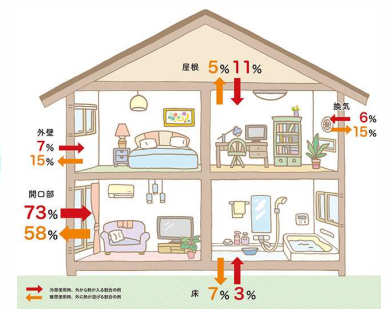 屋根 5% 11%
換気
6%
15%
外壁
7%
15%
開口部
73%
58%
床 7% 3%
冷房使用時、外から熱が入る割合の例
暖房使用時、外に熱が逃げる割合の例